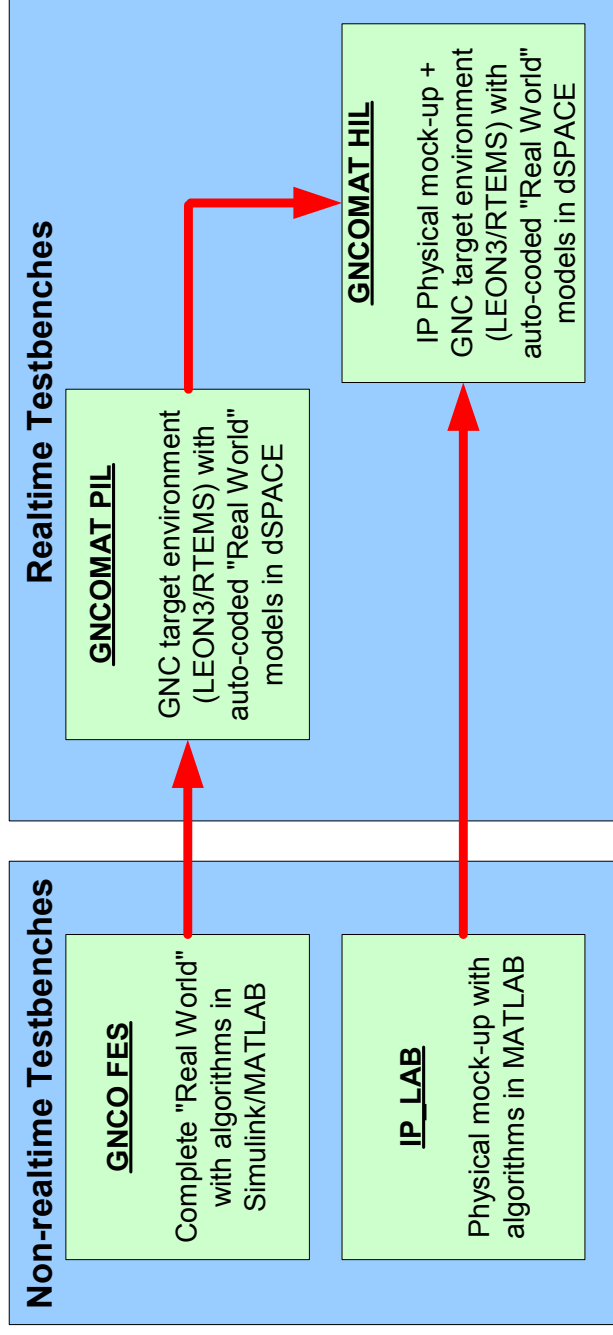 Non-realtime Testbenches
GNCO FES
Complete "Real World"
with algorithms in
Simulink/MATLAB
IP_LAB
Physical mock-up with
algorithms in MATLAB
Realtime Testbenches
GNCOMAT PIL
GNC target environment
(LEON3/RTEMS) with
auto-coded "Real World"
models in dSPACE
GNCOMAT HIL
IP Physical mock-up +
GNC target environment
(LEON3/RTEMS) with
auto-coded "Real World"
models in dSPACE